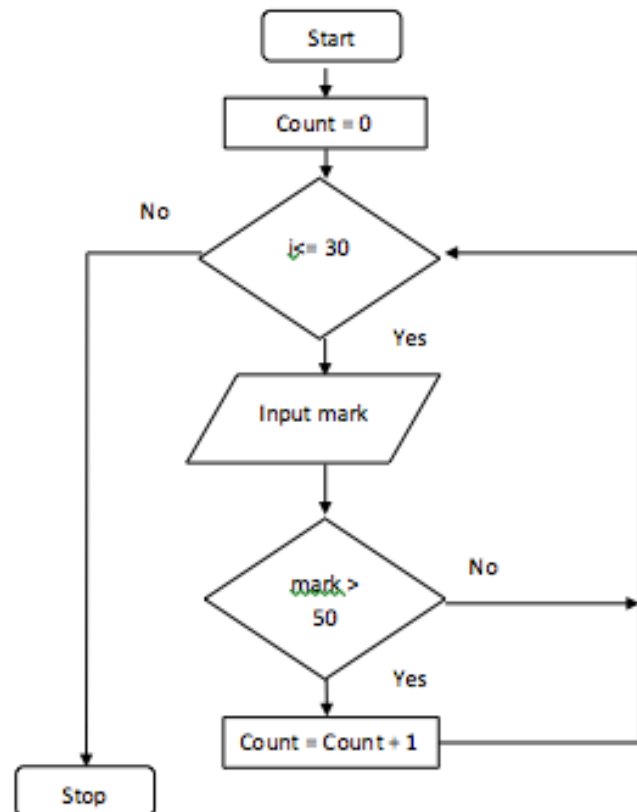 Start
Count = 0
No
i<= 30
Yes
Input mark
mark >
50
No
Yes
Count = Count + 1
Stop